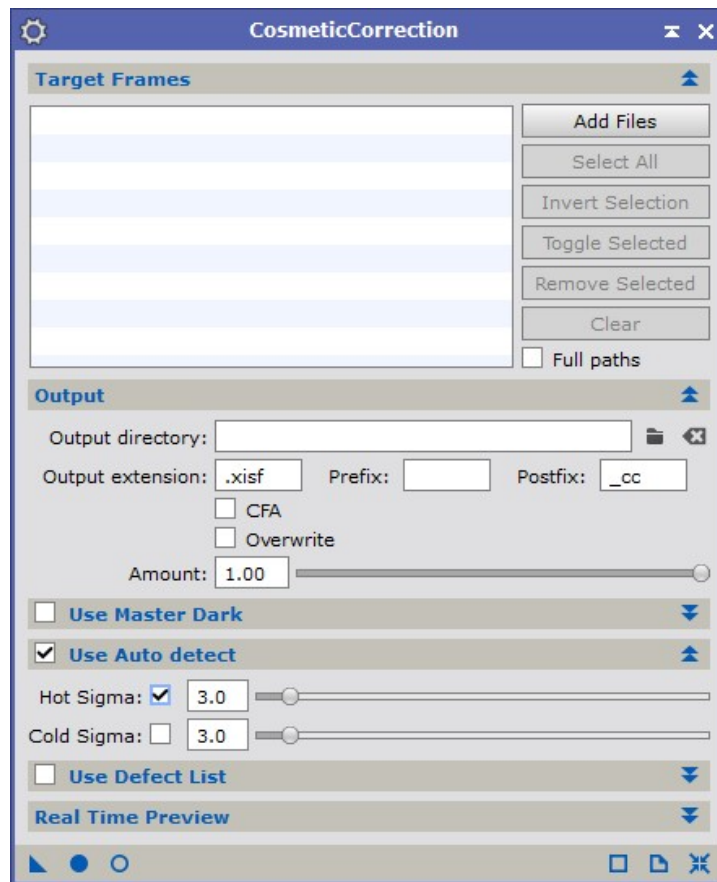 CosmeticCorrection
Target Frames
Add Files
Select All
Invert Selection
Toggle Selected
Remove Selected
Clear
Full paths
Output
Output directory:
Output extension: .xisf Prefix: Postfix: _cc
CFA
Overwrite
Amount: 1.00
Use Master Dark
Use Auto detect
Hot Sigma: 3.0
Cold Sigma: 3.0
Use Defect List
Real Time Preview